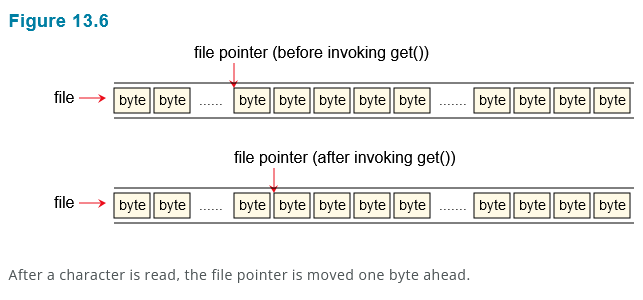 Figure 13.6
file pointer (before invoking get())
file byte byte ...... byte byte byte byte byte ....... byte byte byte byte
file pointer (after invoking get())
file byte byte ...... byte byte byte byte byte ....... byte byte byte byte
After a character is read, the file pointer is moved one byte ahead.